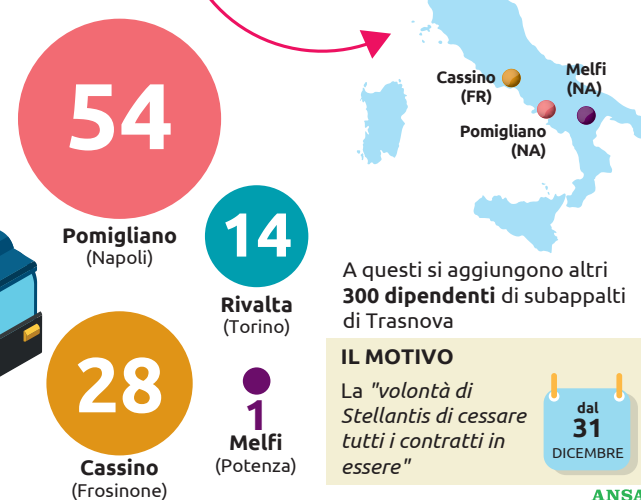 54
Pomigliano
(Napoli)
14
Rivalta
(Torino)
28
Cassino
(Frosinone)
1
Melfi
(Potenza)
Cassino
(FR)
Melfi
(NA)
Pomigliano
(NA)
A questi si aggiungono altri
300 dipendenti di subappalti
di Trasnova
IL MOTIVO
La "volontà di
Stellantis di cessare
tutti i contratti in
essere"
dal
31
DICEMBRE
ANSA